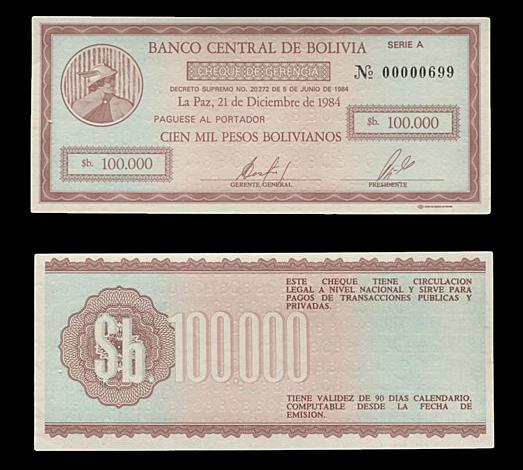 BANCO CENTRAL DE BOLIVIA
SERIE A
CHEQUE DE GERENCIA
№ 00000699
DECRETO SUPREMO NO. 20272 DE 5 DE JUNIO DE 1984
La Paz, 21 de Diciembre de 1984
PAGUESE AL PORTADOR
$b. 100.000
CIEN MIL PESOS BOLIVIANOS
$b. 100.000
GERENTE GENERAL
PRESIDENTE
ESTE CHEQUE TIENE CIRCULACION
LEGAL A NIVEL NACIONAL Y SIRVE PARA
PAGOS DE TRANSACCIONES PUBLICAS Y
PRIVADAS.
$b. 100.000
TIENE VALIDEZ DE 90 DIAS CALENDARIO,
COMPUTABLE DESDE LA FECHA DE
EMISIÓN.